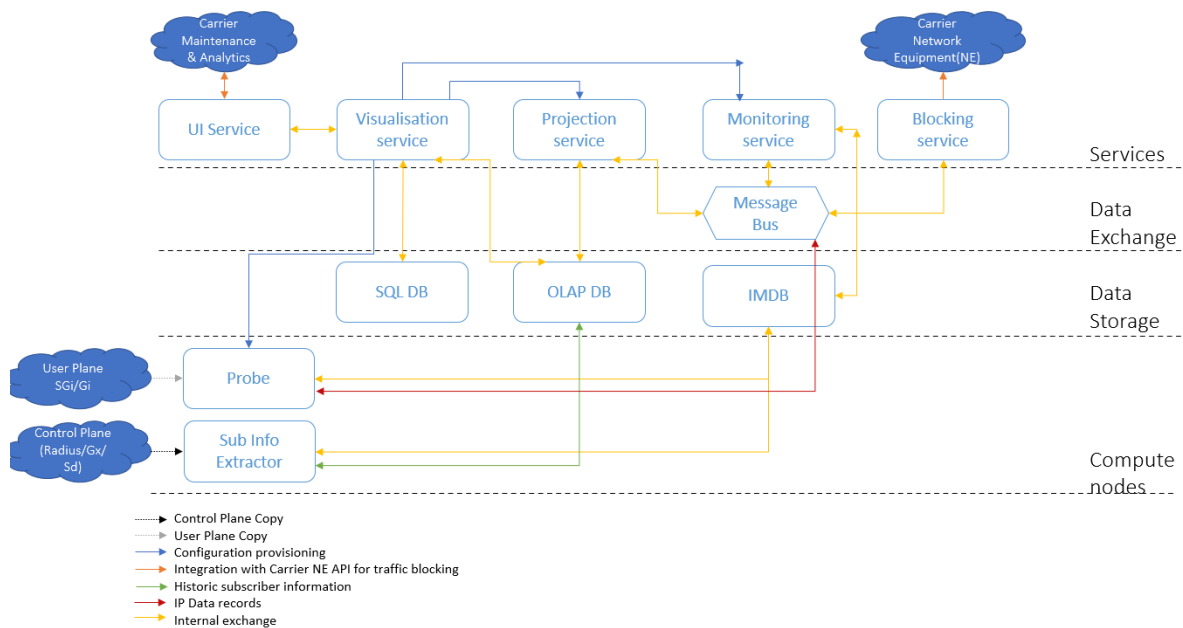 Carrier
Maintenance
& Analytics
Carrier
Network
Equipment(NE)
UI Service
Visualisation
service
Projection
service
Monitoring
service
Blocking
service
Services
Message
Bus
Data
Exchange
SQL DB
OLAP DB
IMDB
Data
Storage
User Plane
SGi/Gi
Probe
Control Plane
(Radius/Gx/
Sd)
Sub Info
Extractor
Compute
nodes
Control Plane Copy
User Plane Copy
Configuration provisioning
Integration with Carrier NE API for traffic blocking
Historic subscriber information
IP Data records
Internal exchange